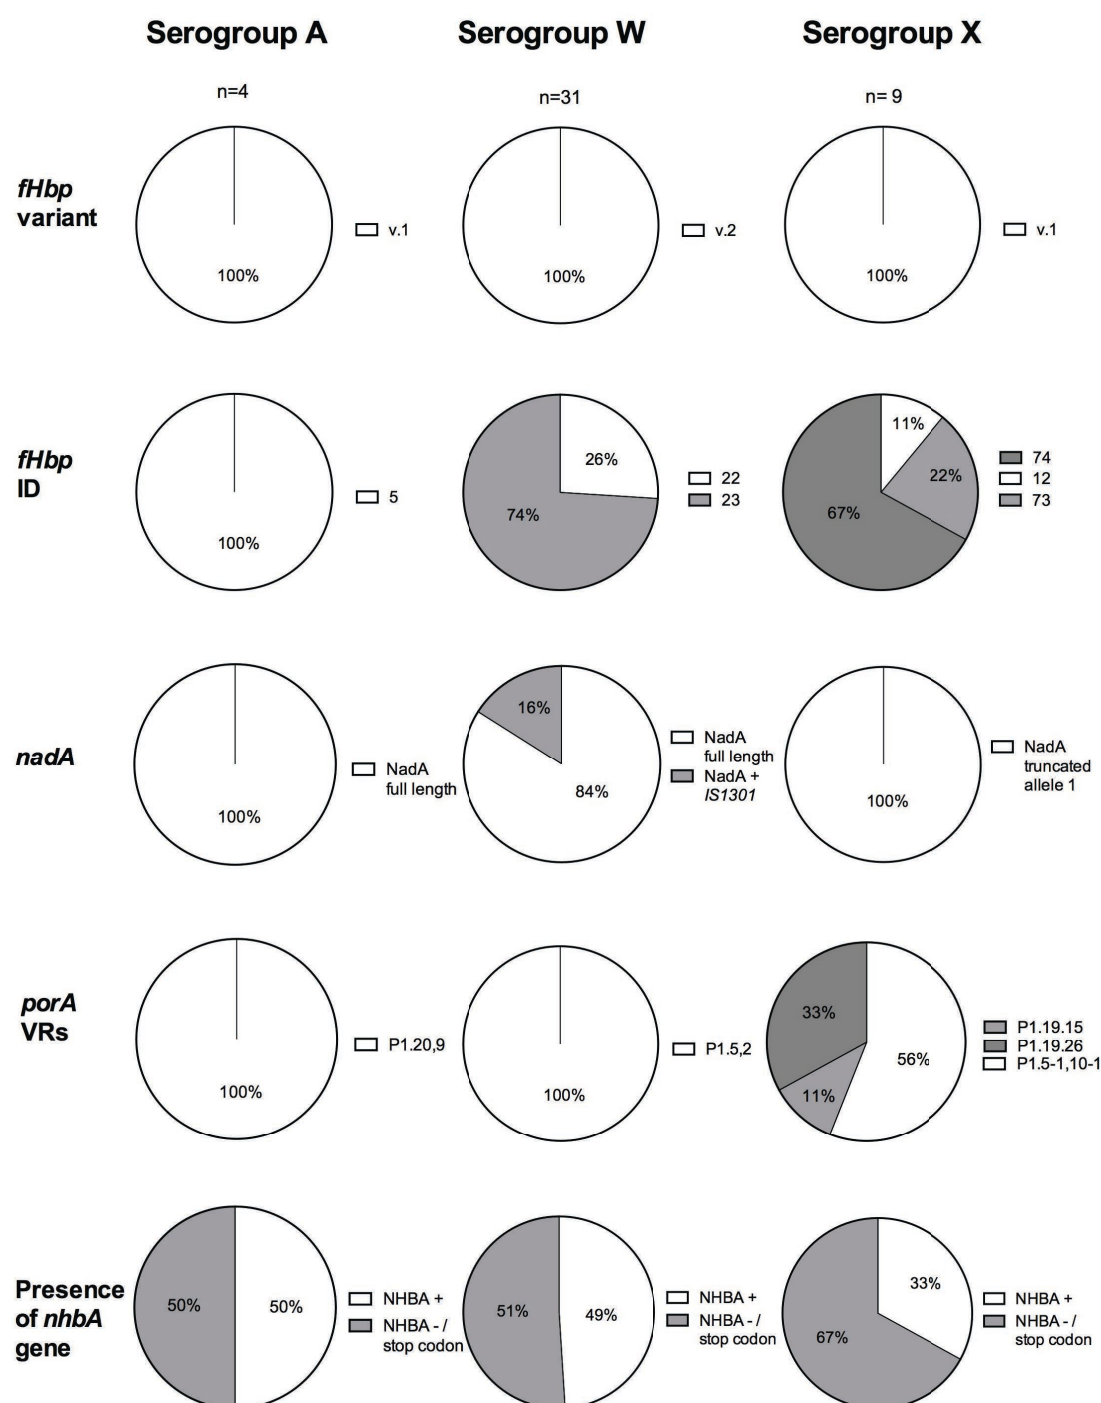 Serogroup A
Serogroup W
Serogroup X
n=4
n=31
n= 9
fHbp
variant
100%
v.1
100%
v.2
100%
v.1
fHbp
ID
100%
5
26%
74%
22
23
11%
22%
67%
74
12
73
nadA
100%
NadA
full length
16%
84%
NadA
full length
NadA +
IS1301
100%
NadA
truncated
allele 1
porA
VRs
100%
P1.20,9
100%
P1.5,2
33%
56%
11%
P1.19.15
P1.19.26
P1.5-1,10-1
Presence
of nhbA
gene
50%
50%
NHBA +
NHBA - /
stop codon
51%
49%
NHBA +
NHBA - /
stop codon
33%
67%
NHBA +
NHBA - /
stop codon